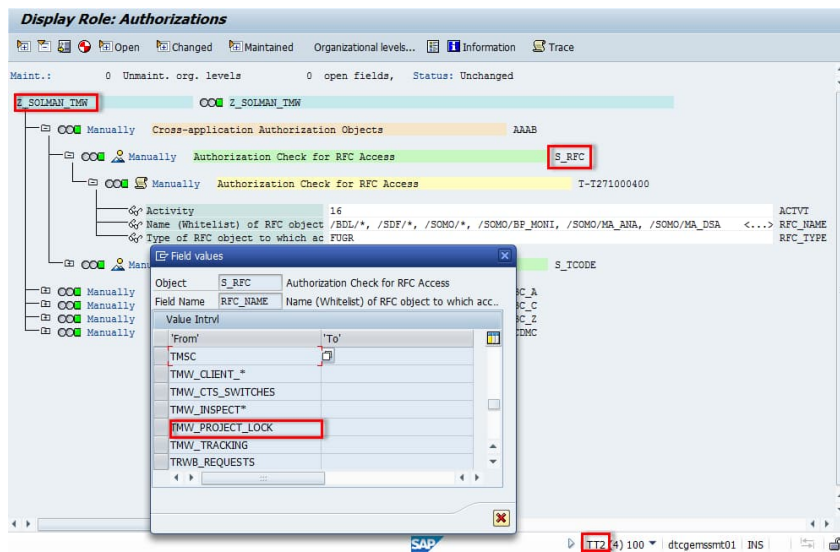 Display Role: Authorizations
Open Changed Maintained Organizational levels... Information Trace
Maint.: 0 Unmaint. org. levels 0 open fields, Status: Unchanged
Z_SOLMAN_TMW Z_SOLMAN_TMW
Manually Cross-application Authorization Objects AAAB
Manually Authorization Check for RFC Access S_RFC
Manually Authorization Check for RFC Access T-T271000400
Activity 16 ACTVT
Name (Whitelist) of RFC object /BDL/*, /SDF/*, /SOMO/*, /SOMO/BP_MONI, /SOMO/MA_ANA, /SOMO/MA_DSA <...> RFC_NAME
Type of RFC object to which ac FUGR RFC_TYPE
S_TCODE
Manually
Manually
Manually
Manually
Field values
Object S_RFC Authorization Check for RFC Access
Field Name RFC_NAME Name (Whitelist) of RFC object to which acc..
Value Intrvl
'From' 'To'
TMSC
TMW_CLIENT_*
TMW_CTS_SWITCHES
TMW_INSPECT*
TMW_PROJECT_LOCK
TMW_TRACKING
TRWB_REQUESTS
SAP TT2 (4) 100 dtcgemssmt01 INS